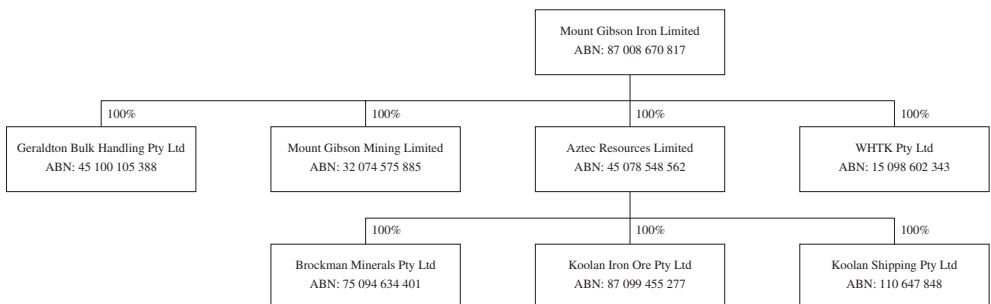 Mount Gibson Iron Limited
ABN: 87 008 670 817
100%
100%
100%
100%
Geraldton Bulk Handling Pty Ltd
ABN: 45 100 105 388
Mount Gibson Mining Limited
ABN: 32 074 575 885
Aztec Resources Limited
ABN: 45 078 548 562
WHTK Pty Ltd
ABN: 15 098 602 343
100%
100%
100%
Brockman Minerals Pty Ltd
ABN: 75 094 634 401
Koolan Iron Ore Pty Ltd
ABN: 87 099 455 277
Koolan Shipping Pty Ltd
ABN: 110 647 848